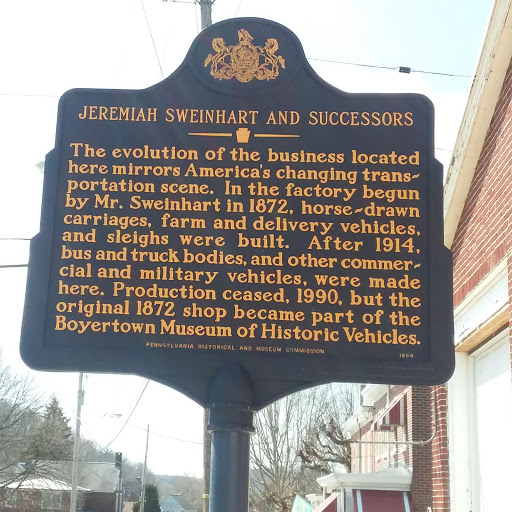 JEREMIAH SWEINHART AND SUCCESSORS
The evolution of the business located
here mirrors America's changing trans-
portation scene. In the factory begun
by Mr. Sweinhart in 1872, horse-drawn
carriages, farm and delivery vehicles,
and sleighs were built. After 1914,
bus and truck bodies, and other commer-
cial and military vehicles, were made
here. Production ceased, 1990, but the
original 1872 shop became part of the
Boyertown Museum of Historic Vehicles.
PENNSYLVANIA HISTORICAL AND MUSEUM COMMISSION